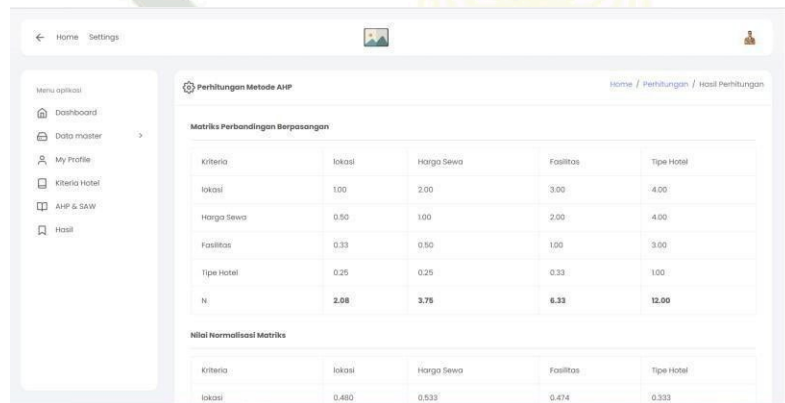 Home Settings
Menu aplikasi
Dashboard
Data master >
My Profile
Kiteria Hotel
AHP & SAW
Hasil
Perhitungan Metode AHP
Home / Perhitungan / Hasil Perhitungan
Matriks Perbandingan Berpasangan
Kriteria lokasi Harga Sewa Fasilitas Tipe Hotel
lokasi 1.00 2.00 3.00 4.00
Harga Sewa 0.50 1.00 2.00 4.00
Fasilitas 0.33 0.50 1.00 3.00
Tipe Hotel 0.25 0.25 0.33 1.00
N 2.08 3.75 6.33 12.00
Nilai Normalisasi Matriks
Kriteria lokasi Harga Sewa Fasilitas Tipe Hotel
lokasi 0.480 0.533 0.474 0.333